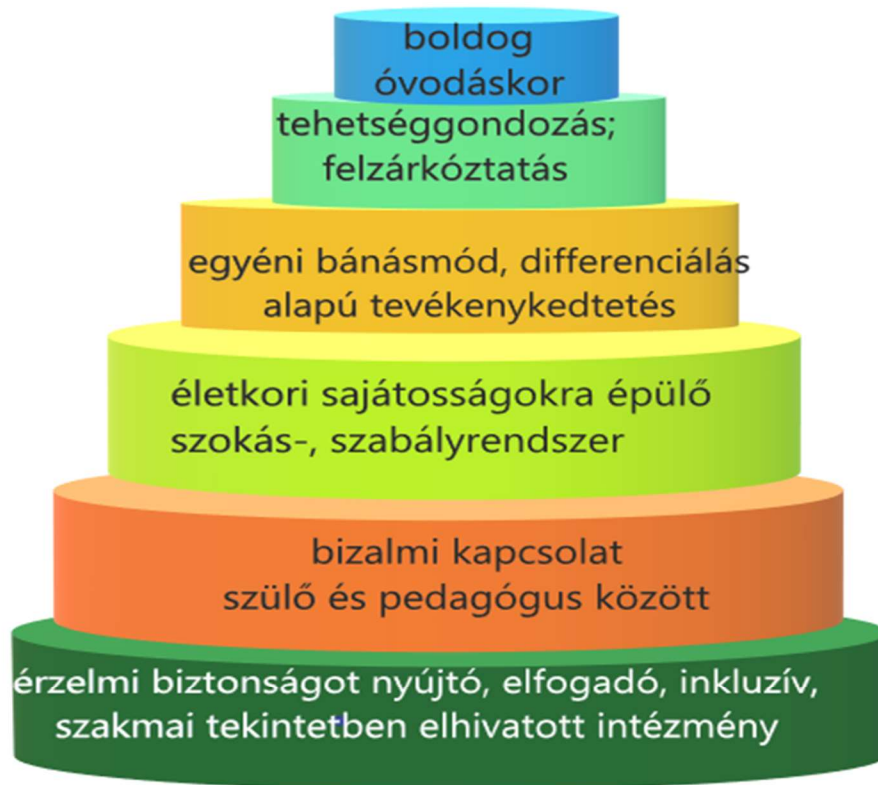 boldog
óvodáskor
tehetséggondozás;
felzárkóztatás
egyéni bánásmód, differenciálás
alapú tevékenykedtetés
életkori sajátosságokra épülő
szokás-, szabályrendszer
bizalmi kapcsolat
szülő és pedagógus között
érzelmi biztonságot nyújtó, elfogadó, inkluzív,
szakmai tekintetben elhivatott intézmény